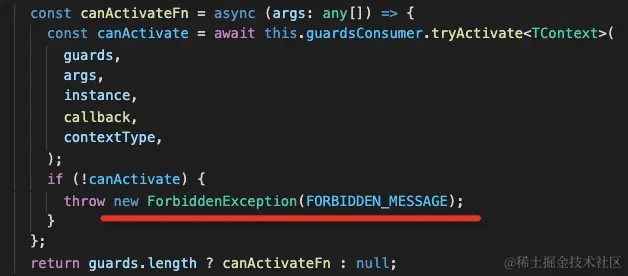 const canActivateFn = async (args: any[]) => {
const canActivate = await this.guardsConsumer.tryActivate<TContext>(
guards,
args,
instance,
callback,
contextType,
);
if (!canActivate) {
throw new ForbiddenException(FORBIDDEN_MESSAGE);
}
};
return guards.length ? canActivateFn : null;
@稀土掘金技术社区